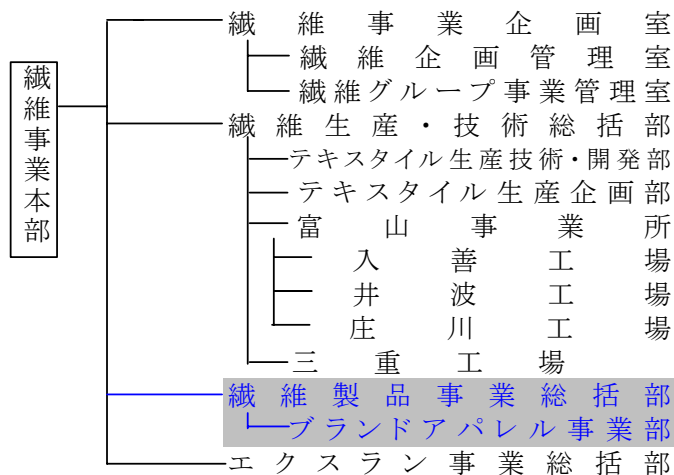 繊維事業本部
繊維事業企画室
繊維企画管理室
繊維グループ事業管理室
繊維生産・技術総括部
テキスタイル生産技術・開発部
テキスタイル生産企画部
富山事業所
入善工場
井波工場
庄川工場
三重工場
繊維製品事業総括部
ブランドアパレル事業部
エクスラン事業総括部